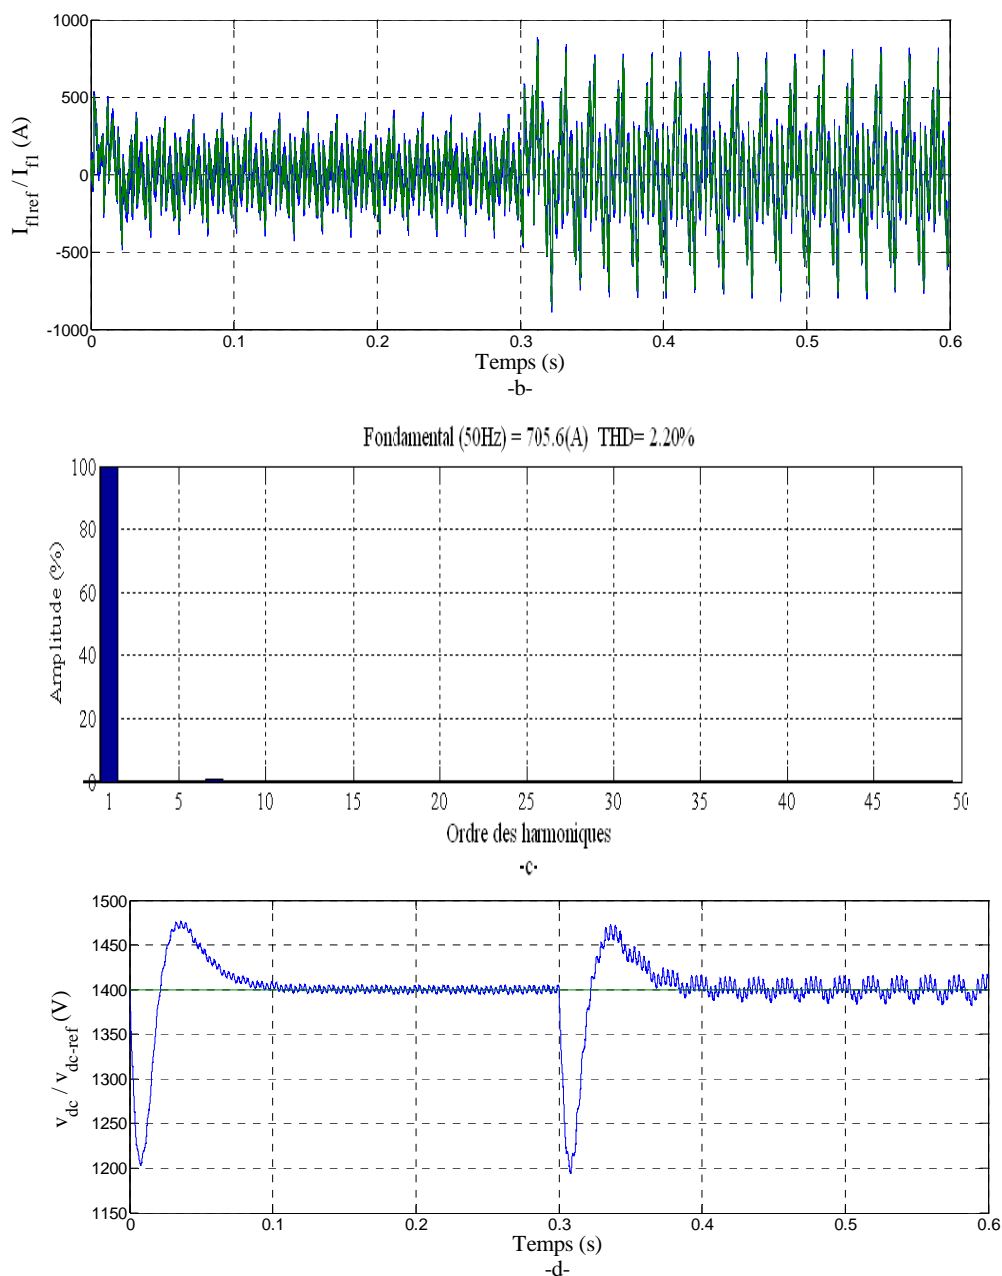 1000
500
0
-500
-1000
I_f1ref / I_f1 (A)
0 0.1 0.2 0.3 0.4 0.5 0.6
Temps (s)
-b-
Fondamental (50Hz) = 705.6(A) THD= 2.20%
100
80
60
40
20
0
Amplitude (%)
1 5 10 15 20 25 30 35 40 45 50
Ordre des harmoniques
-c-
1500
1450
1400
1350
1300
1250
1200
1150
v_dc / v_dc-ref (V)
0 0.1 0.2 0.3 0.4 0.5 0.6
Temps (s)
-d-